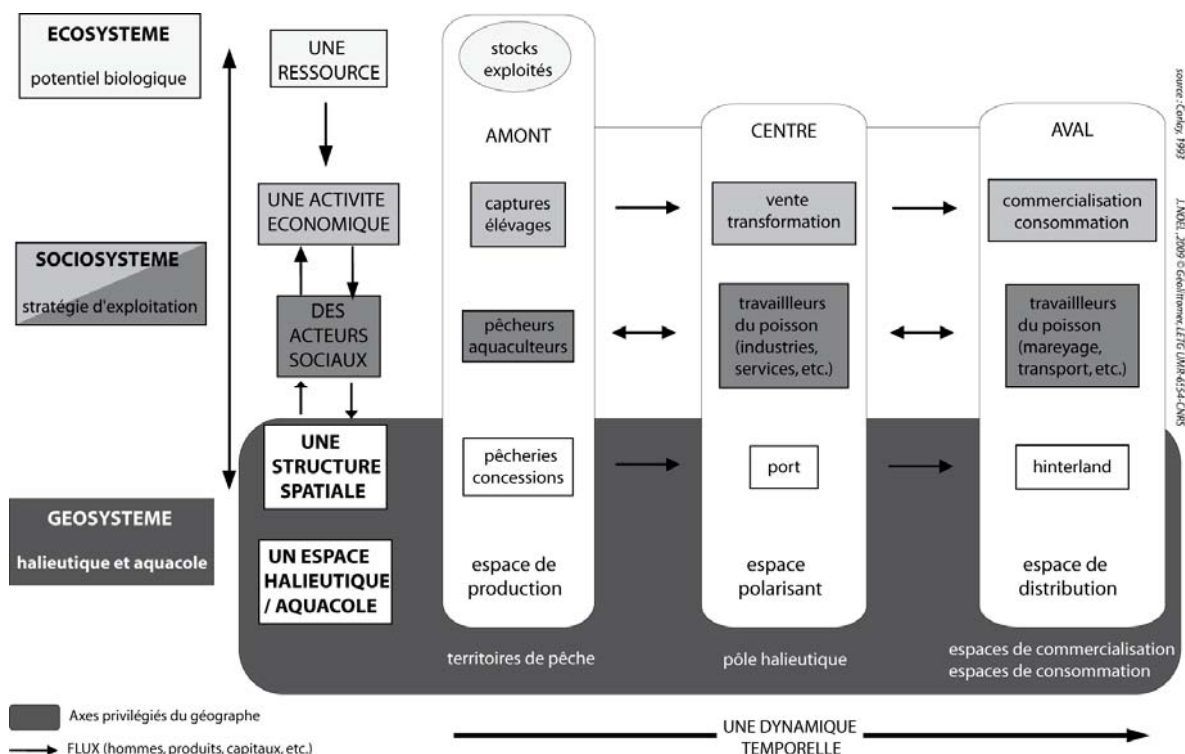 ECOSYSTEME
potentiel biologique
UNE
RESSOURCE
stocks
exploités
AMONT
CENTRE
AVAL
UNE ACTIVITE
ECONOMIQUE
captures
élévages
vente
transformation
commercialisation
consommation
SOCIOSYSTEME
stratégie d'exploitation
DES
ACTEURS
SOCIAUX
pêcheurs
aquaculteurs
travaillleurs
du poisson
(industries,
services, etc.)
travaillleurs
du poisson
(mareyage,
transport, etc.)
UNE
STRUCTURE
SPATIALE
pêcheries
concessions
port
hinterland
GEOSYSTEME
halieutique et aquacole
UN ESPACE
HALIEUTIQUE
/ AQUACOLE
espace de
production
espace
polarisant
espace de
distribution
territoires de pêche
pôle halieutique
espaces de commercialisation
espaces de consommation
Axes privilégiés du géographe
FLUX (hommes, produits, capitaux, etc.)
UNE DYNAMIQUE
TEMPORELLE
source : Corlay, 1993
J.NOEL, 2009 © Géolittomer, LETG UMR-6554-CNRS